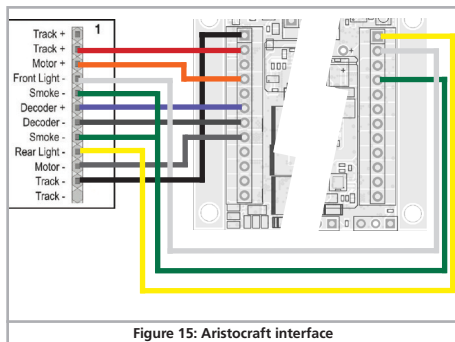 1
Track +
Track +
Motor +
Front Light -
Smoke -
Decoder +
Decoder -
Smoke -
Rear Light -
Motor -
Track -
Track -
Figure 15: Aristocraft interface